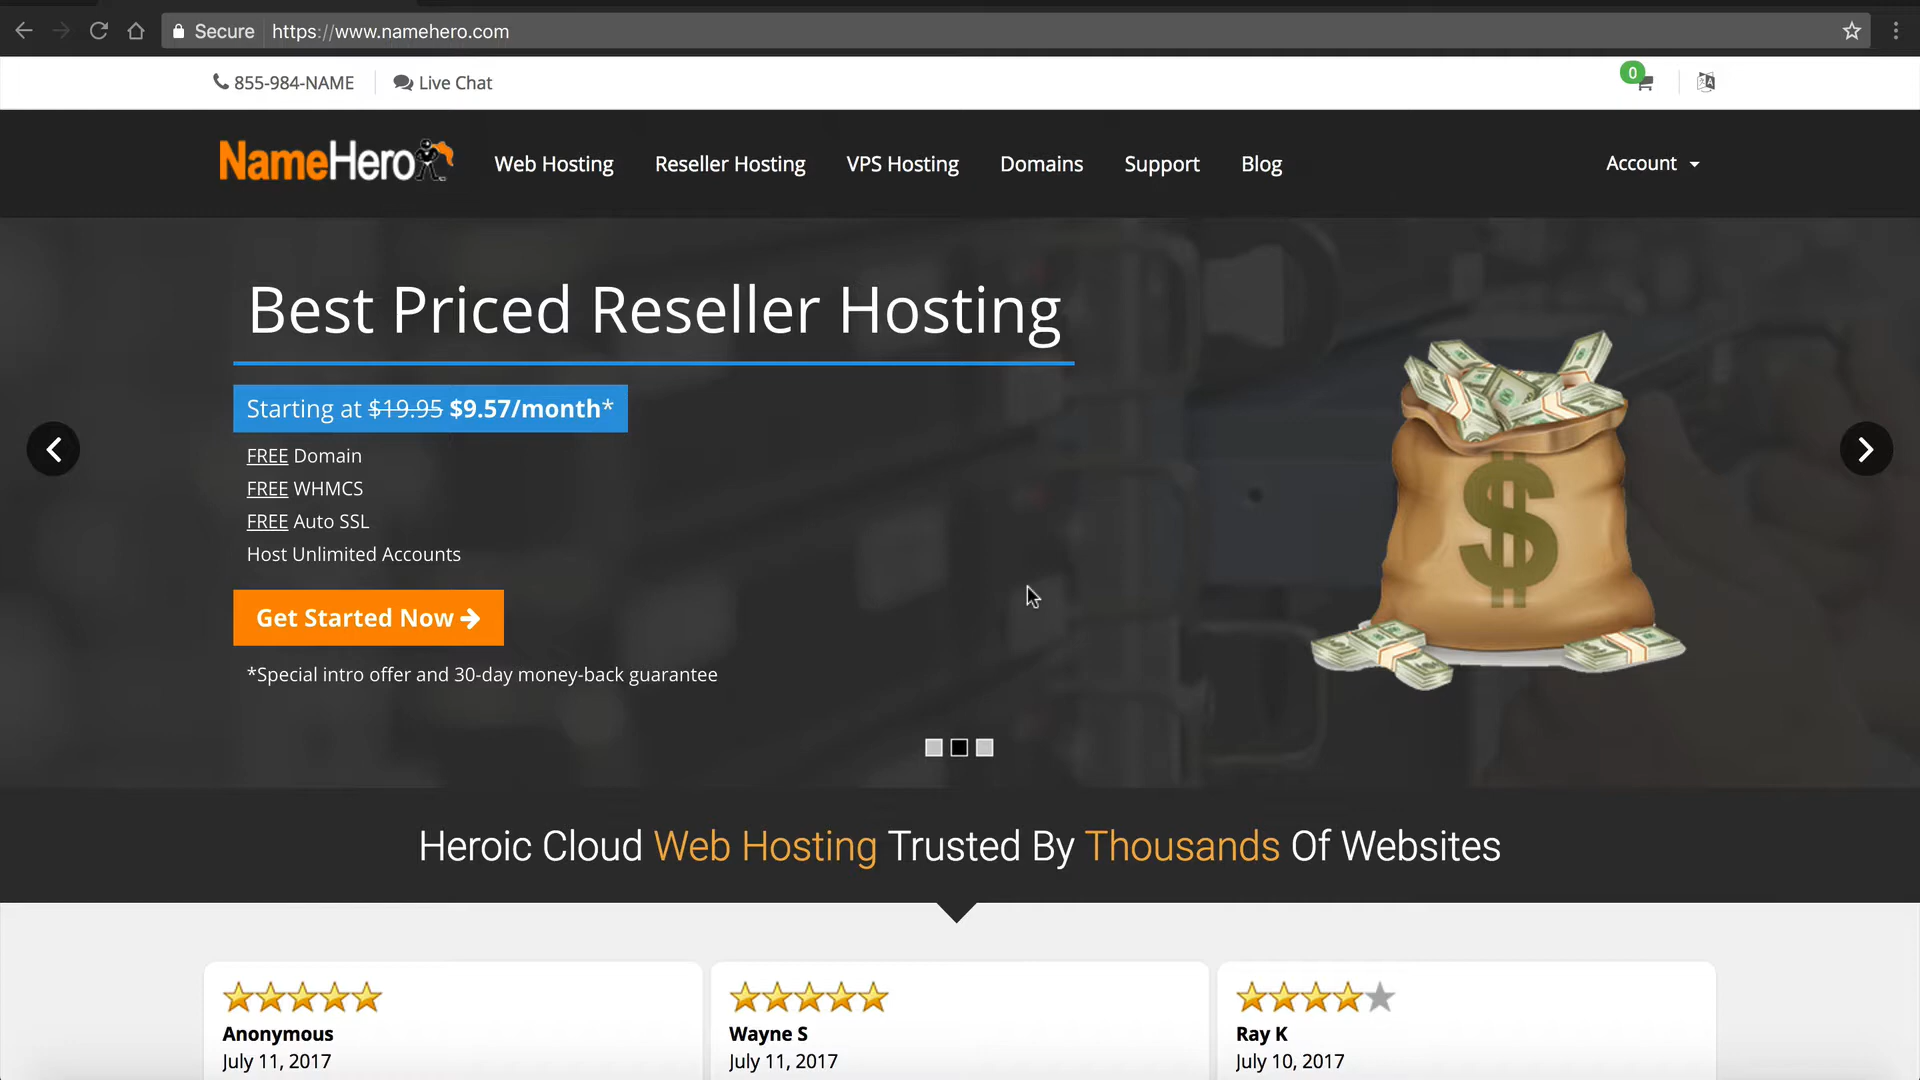 Secure https://www.namehero.com
855-984-NAME Live Chat 0
NameHero Web Hosting Reseller Hosting VPS Hosting Domains Support Blog Account
Best Priced Reseller Hosting
Starting at $19.95 $9.57/month*
FREE Domain
FREE WHMCS
FREE Auto SSL
Host Unlimited Accounts
$
Get Started Now
*Special intro offer and 30-day money-back guarantee
Heroic Cloud Web Hosting Trusted By Thousands Of Websites
Anonymous
July 11, 2017
Wayne S
July 11, 2017
Ray K
July 10, 2017